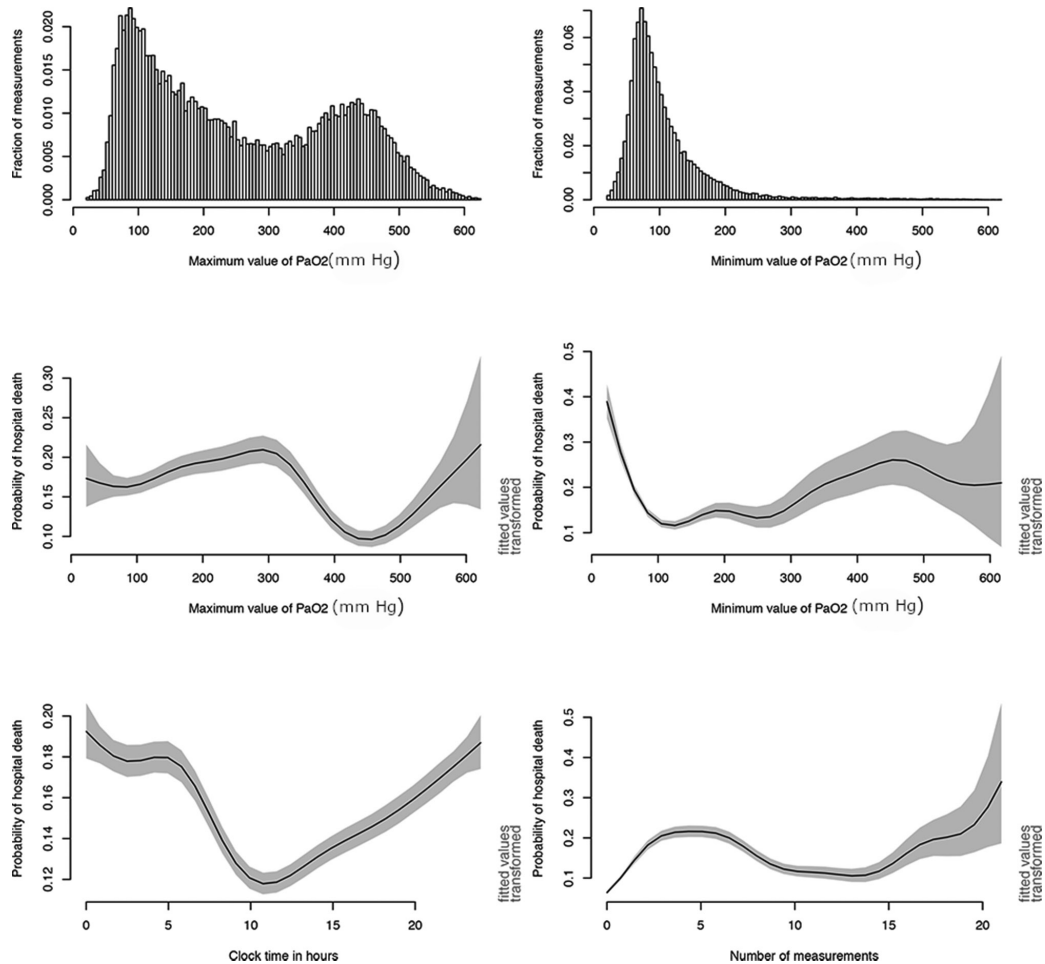 Fraction of measurements
0.000 0.005 0.010 0.015 0.020
0 100 200 300 400 500 600
Maximum value of PaO2(mm Hg)
Fraction of measurements
0.00 0.02 0.04 0.06
0 100 200 300 400 500 600
Minimum value of PaO2 (mm Hg)
Probability of hospital death
0.10 0.15 0.20 0.25 0.30
0 100 200 300 400 500 600
Maximum value of PaO2 (mm Hg)
fitted values
transformed
Probability of hospital death
0.1 0.2 0.3 0.4 0.5
0 100 200 300 400 500 600
Minimum value of PaO2 (mm Hg)
fitted values
transformed
Probability of hospital death
0.12 0.14 0.16 0.18 0.20
0 5 10 15 20
Clock time in hours
fitted values
transformed
Probability of hospital death
0.1 0.2 0.3 0.4 0.5
0 5 10 15 20
Number of measurements
fitted values
transformed